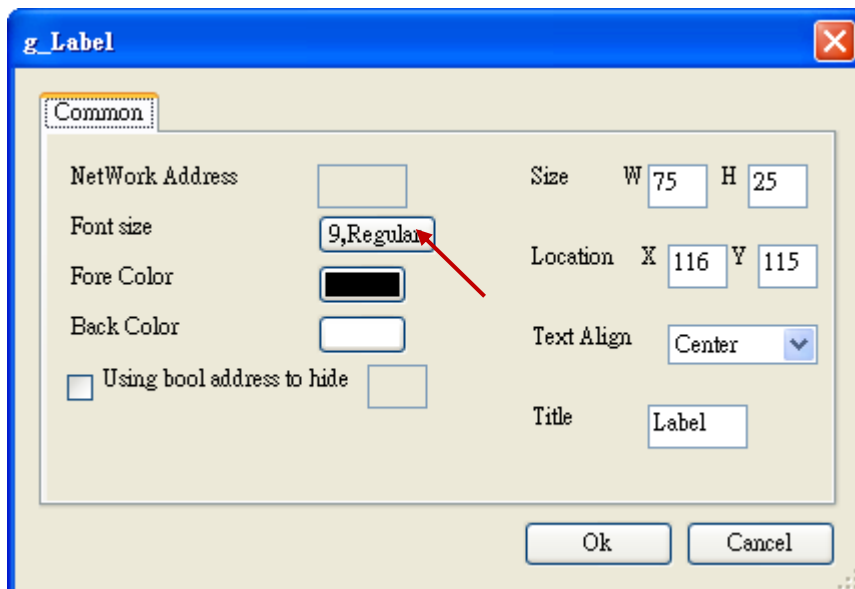 g_Label
Common
NetWork Address
Font size 9,Regular
Fore Color
Back Color
Using bool address to hide
Size W 75 H 25
Location X 116 Y 115
Text Align Center
Title Label
Ok Cancel